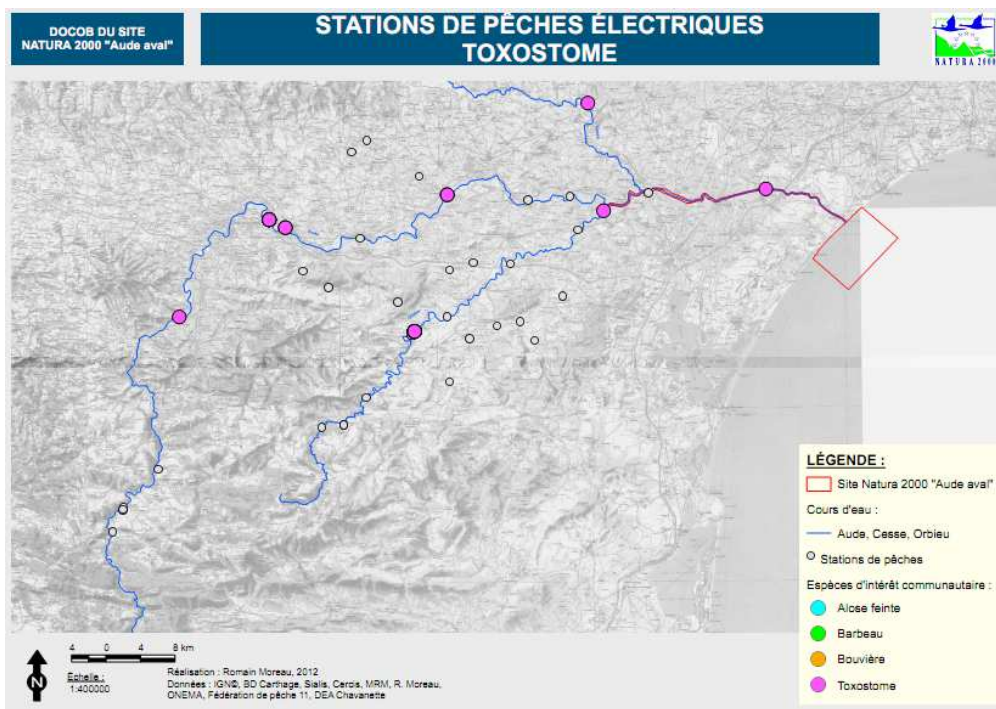 DOCOB DU SITE
NATURA 2000 "Aude aval"
STATIONS DE PÊCHES ÉLECTRIQUES
TOXOSTOME
NATURA 2000
LÉGENDE :
Site Natura 2000 "Aude aval"
Cours d'eau :
Aude, Cesse, Orbieu
Stations de pêches
Espèces d'intérêt communautaire :
Alose feinte
Barbeau
Bouvière
Toxostome
4 0 4 8 km
N
Échelle :
1:400000
Réalisation : Romain Moreau, 2012
Données : IGN©, BD Carthage, Sialis, Cercis, MRM, R. Moreau,
ONEMA, Fédération de pêche 11, DEA Chavanette